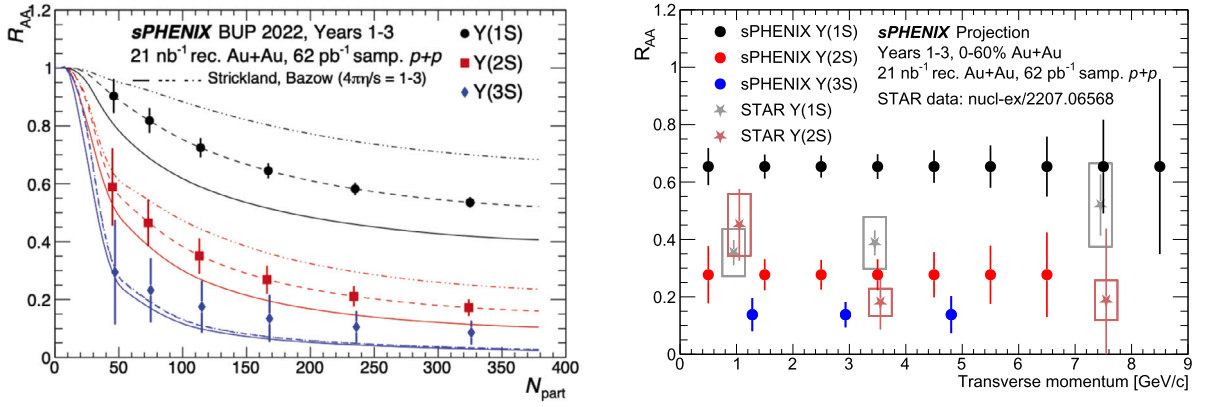 R_AA
1.2
1
0.8
0.6
0.4
0.2
0
sPHENIX BUP 2022, Years 1-3
21 nb⁻¹ rec. Au+Au, 62 pb⁻¹ samp. p+p
Strickland, Bazow (4πη/s = 1-3)
Υ(1S)
Υ(2S)
Υ(3S)
0 50 100 150 200 250 300 350 400
N_part
R_AA
1.2
1
0.8
0.6
0.4
0.2
0
sPHENIX Υ(1S)
sPHENIX Υ(2S)
sPHENIX Υ(3S)
STAR Υ(1S)
STAR Υ(2S)
sPHENIX Projection
Years 1-3, 0-60% Au+Au
21 nb⁻¹ rec. Au+Au, 62 pb⁻¹ samp. p+p
STAR data: nucl-ex/2207.06568
0 1 2 3 4 5 6 7 8 9
Transverse momentum [GeV/c]